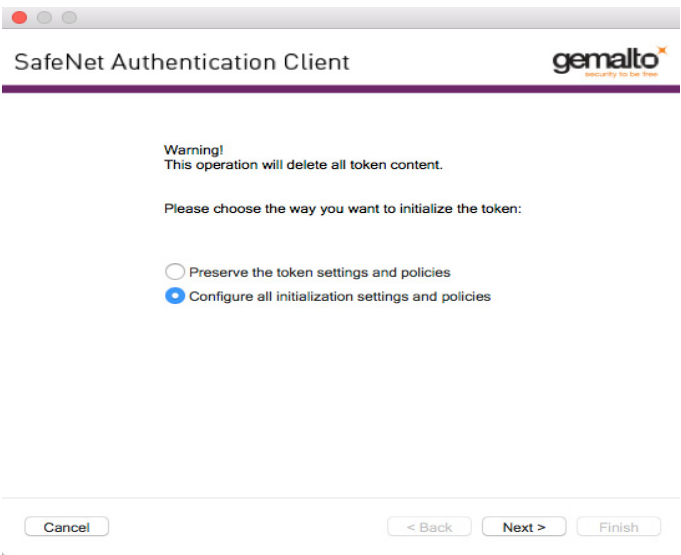 SafeNet Authentication Client
gemalto
security to be free
Warning!
This operation will delete all token content.
Please choose the way you want to initialize the token:
Preserve the token settings and policies
Configure all initialization settings and policies
Cancel
< Back
Next >
Finish